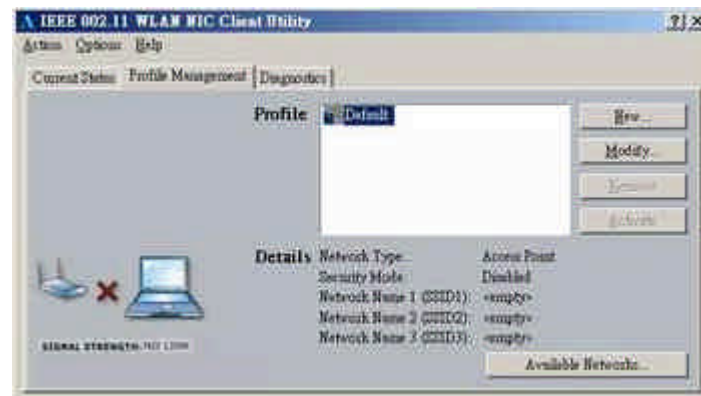 IEEE 802.11 WLAN NIC Client Utility
Action Options Help
Current Status Profile Management Diagnostics
Profile Default
New...
Modify...
Remove
Activate
Details Network Type: Access Point
Security Mode Disabled
Network Name 1 (SSID1): <empty>
Network Name 2 (SSID2): <empty>
Network Name 3 (SSID3): <empty>
SIGNAL STRENGTH: NO LINK
Available Networks...